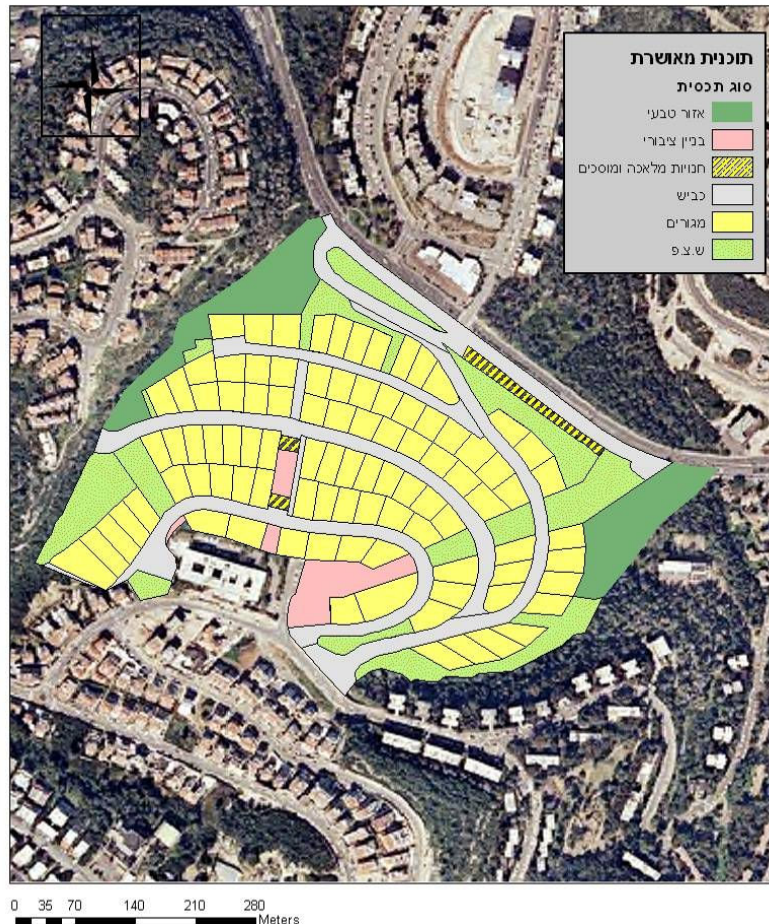 תוכנית מאושרת
סוג תכסית
אזור טבעי
בניין ציבורי
חנויות מלאכה ומוסכים
כביש
מגורים
ש.צ.פ
0 35 70 140 210 280
Meters